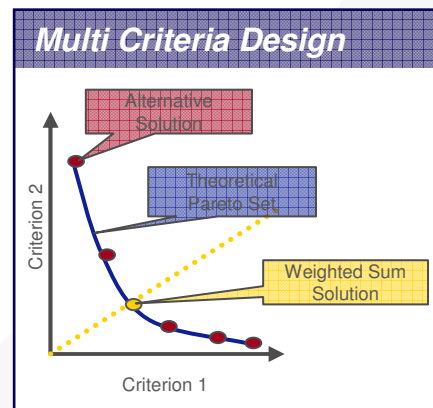 Multi Criteria Design
Alternative
Solution
Theoretical
Pareto Set
Criterion 2
Weighted Sum
Solution
Criterion 1